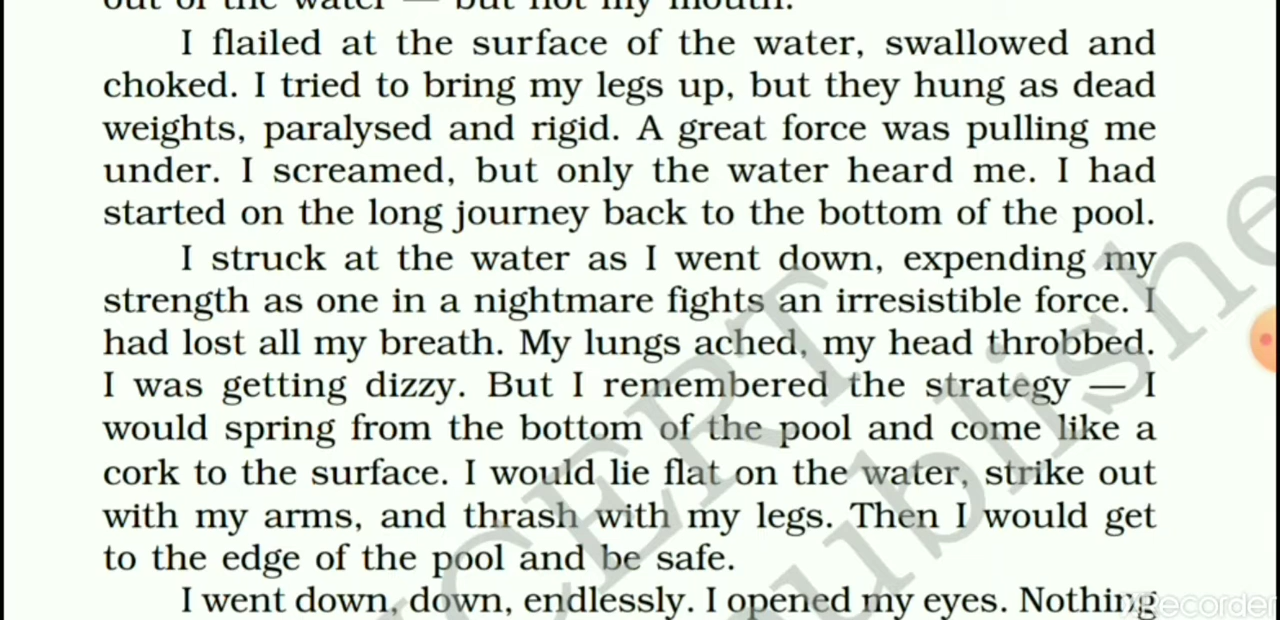 out of the water — but not my mouth.
I flailed at the surface of the water, swallowed and
choked. I tried to bring my legs up, but they hung as dead
weights, paralysed and rigid. A great force was pulling me
under. I screamed, but only the water heard me. I had
started on the long journey back to the bottom of the pool.
I struck at the water as I went down, expending my
strength as one in a nightmare fights an irresistible force. I
had lost all my breath. My lungs ached, my head throbbed.
I was getting dizzy. But I remembered the strategy — I
would spring from the bottom of the pool and come like a
cork to the surface. I would lie flat on the water, strike out
with my arms, and thrash with my legs. Then I would get
to the edge of the pool and be safe.
I went down, down, endlessly. I opened my eyes. Nothing
XRecorder